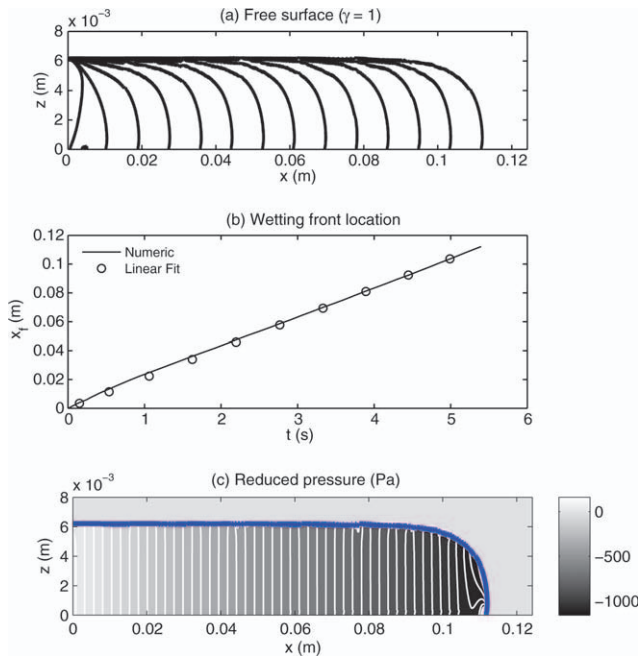 (a) Free surface (γ = 1)
x 10⁻³
8
6
4
2
0
z (m)
0 0.02 0.04 0.06 0.08 0.1 0.12
x (m)
(b) Wetting front location
0.12
0.1
0.08
0.06
0.04
0.02
0
x_f (m)
Numeric
Linear Fit
0 1 2 3 4 5 6
t (s)
(c) Reduced pressure (Pa)
x 10⁻³
8
6
4
2
0
z (m)
0 0.02 0.04 0.06 0.08 0.1 0.12
x (m)
0
−500
−1000